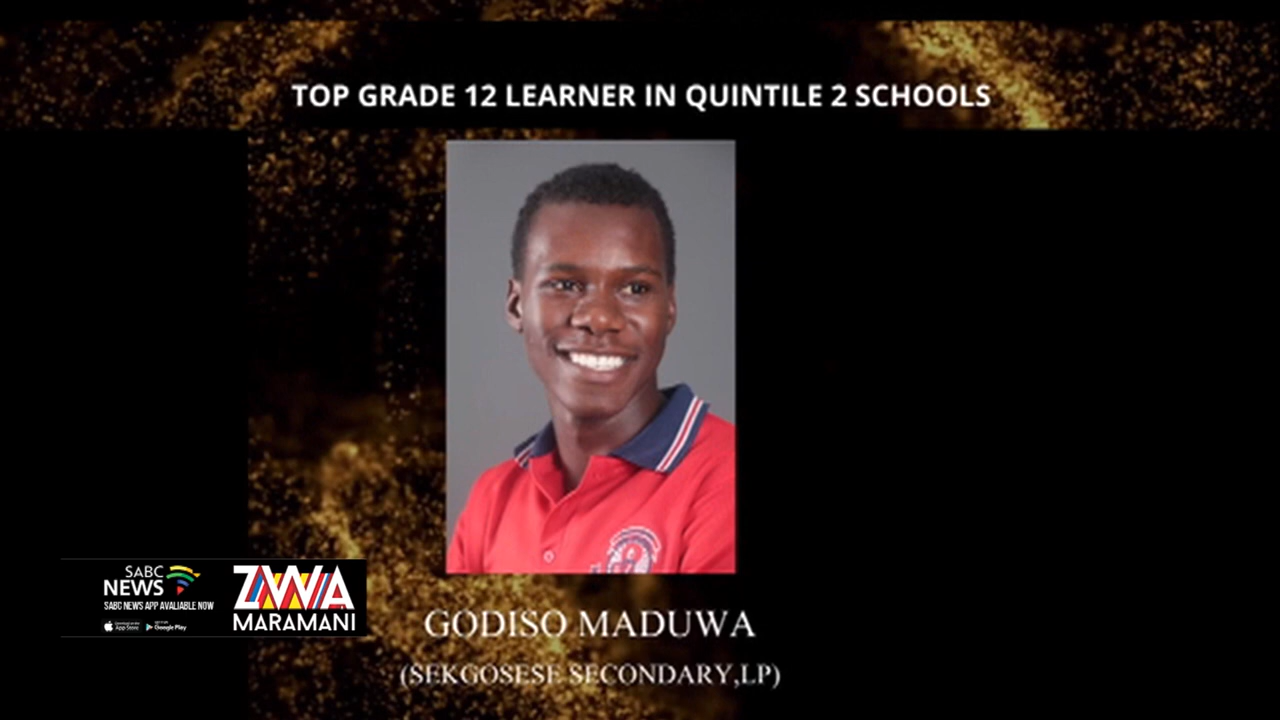 TOP GRADE 12 LEARNER IN QUINTILE 2 SCHOOLS
SABC
NEWS
SABC NEWS APP AVALIABLE NOW
App Store
Google Play
ZWA
MARAMANI
GODISO MADUWA
(SEKGOSESE SECONDARY,LP)